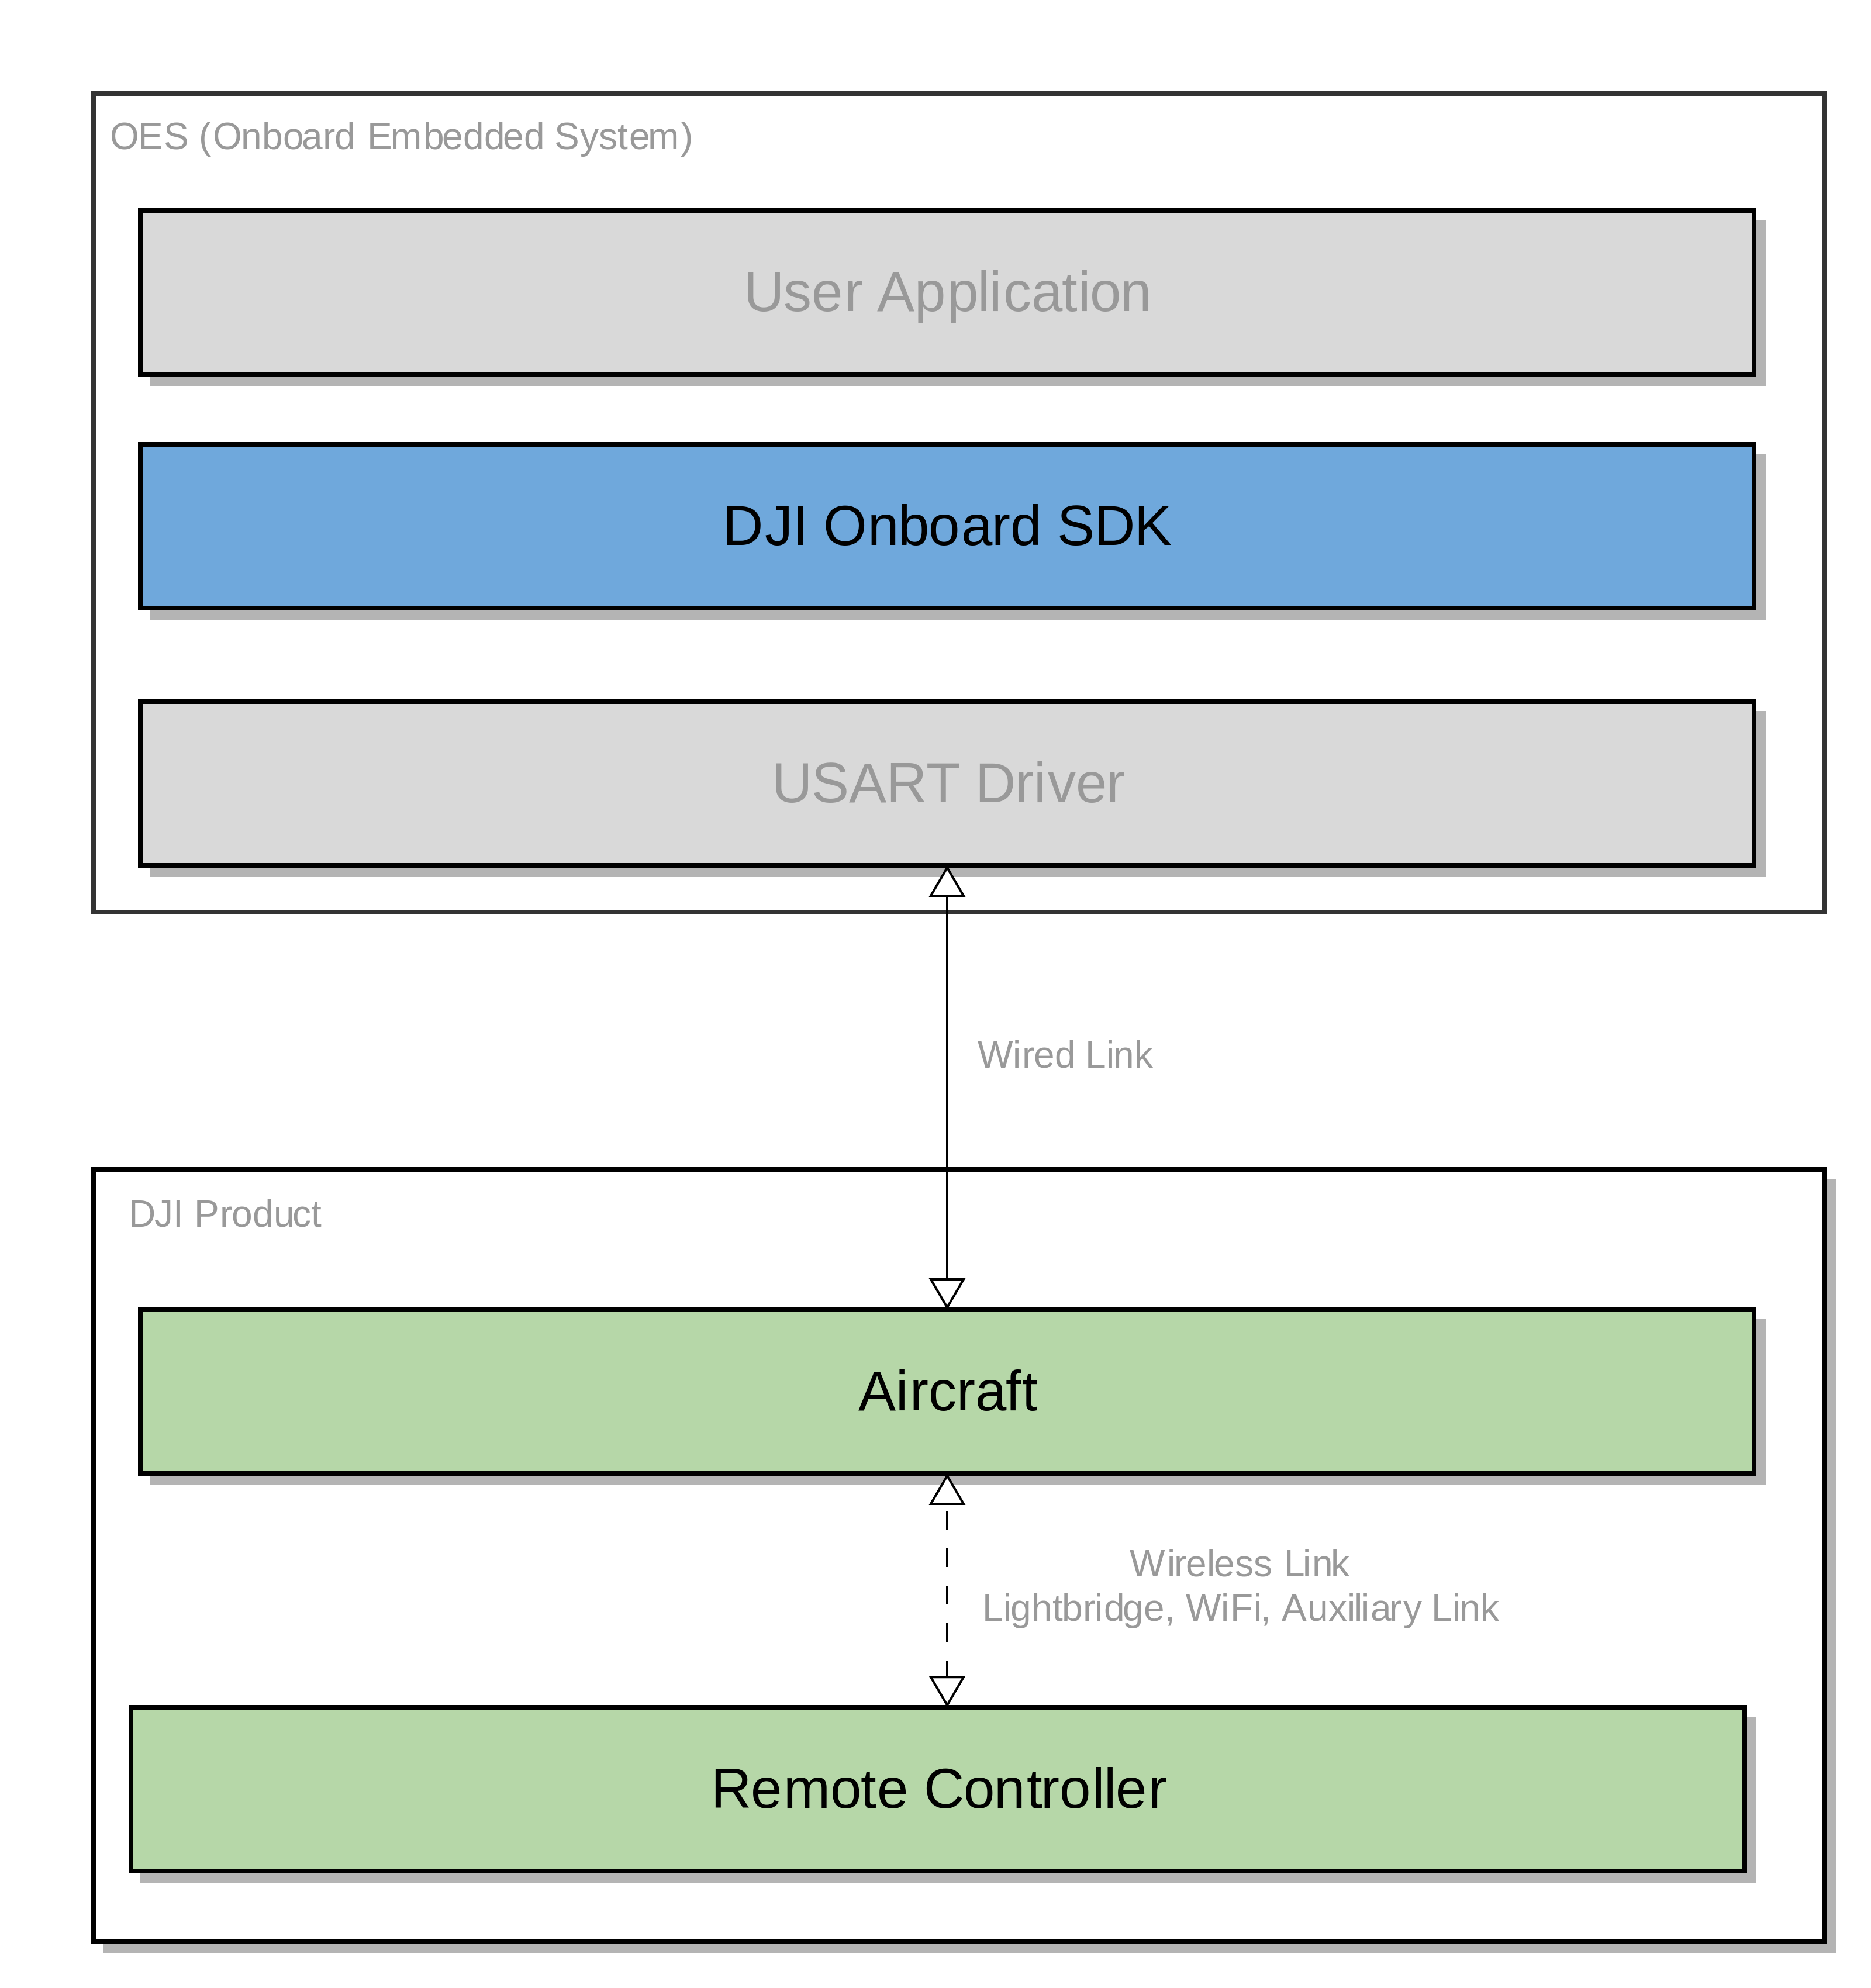 OES (Onboard Embedded System)
User Application
DJI Onboard SDK
USART Driver
Wired Link
DJI Product
Aircraft
Wireless Link
Lightbridge, WiFi, Auxiliary Link
Remote Controller